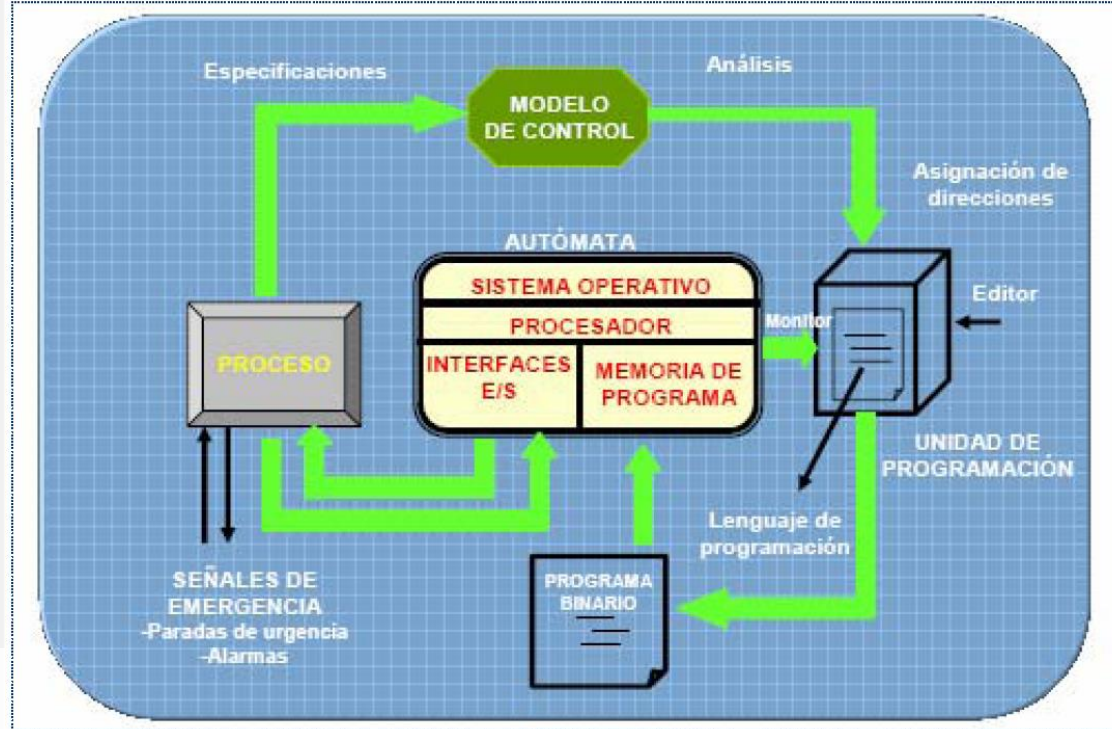 Especificaciones
Análisis
MODELO
DE CONTROL
Asignación de
direcciones
AUTÓMATA
SISTEMA OPERATIVO
PROCESADOR
INTERFACES
E/S
MEMORIA DE
PROGRAMA
Monitor
Editor
PROCESO
UNIDAD DE
PROGRAMACIÓN
Lenguaje de
programación
SEÑALES DE
EMERGENCIA
-Paradas de urgencia
-Alarmas
PROGRAMA
BINARIO